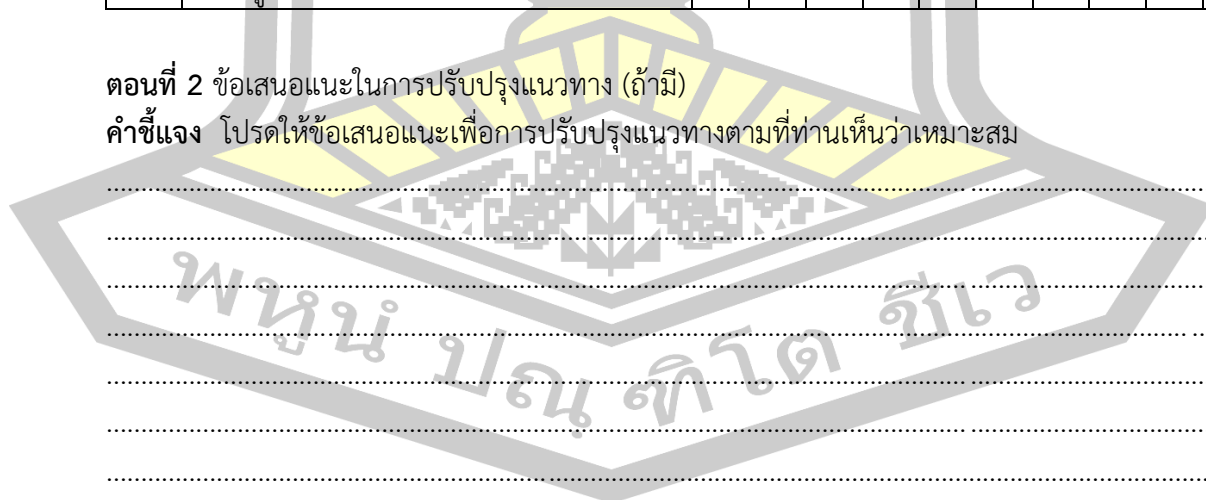 ตอนที่ 2 ข้อเสนอแนะในการปรับปรุงแนวทาง (ถ้ามี)
คำชี้แจง โปรดให้ข้อเสนอแนะเพื่อการปรับปรุงแนวทางตามที่ท่านเห็นว่าเหมาะสม
พหูนํ ปณฺฑิโต ชีเว